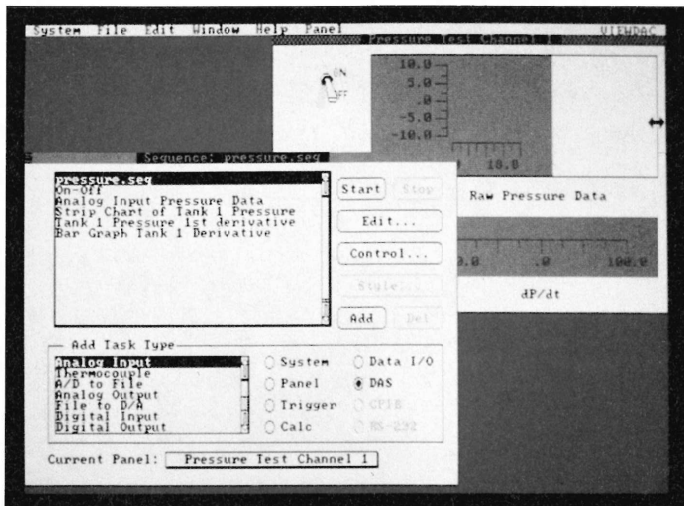 System File Edit Window Help Panel VIEWDAC
Pressure Test Channel 1
ON
OFF
10.0
5.0
.0
-5.0
-10.0
10.0
Raw Pressure Data
.0 100.0
dP/dt
Sequence: pressure.seq
pressure.seq
On-Off
Analog Input Pressure Data
Strip Chart of Tank 1 Pressure
Tank 1 Pressure 1st derivative
Bar Graph Tank 1 Derivative
Start Stop
Edit...
Control...
Style...
Add Del
Add Task Type
Analog Input
Thermocouple
A/D to File
Analog Output
File to D/A
Digital Input
Digital Output
System Data I/O
Panel DAS
Trigger GPIB
Calc RS-232
Current Panel: Pressure Test Channel 1